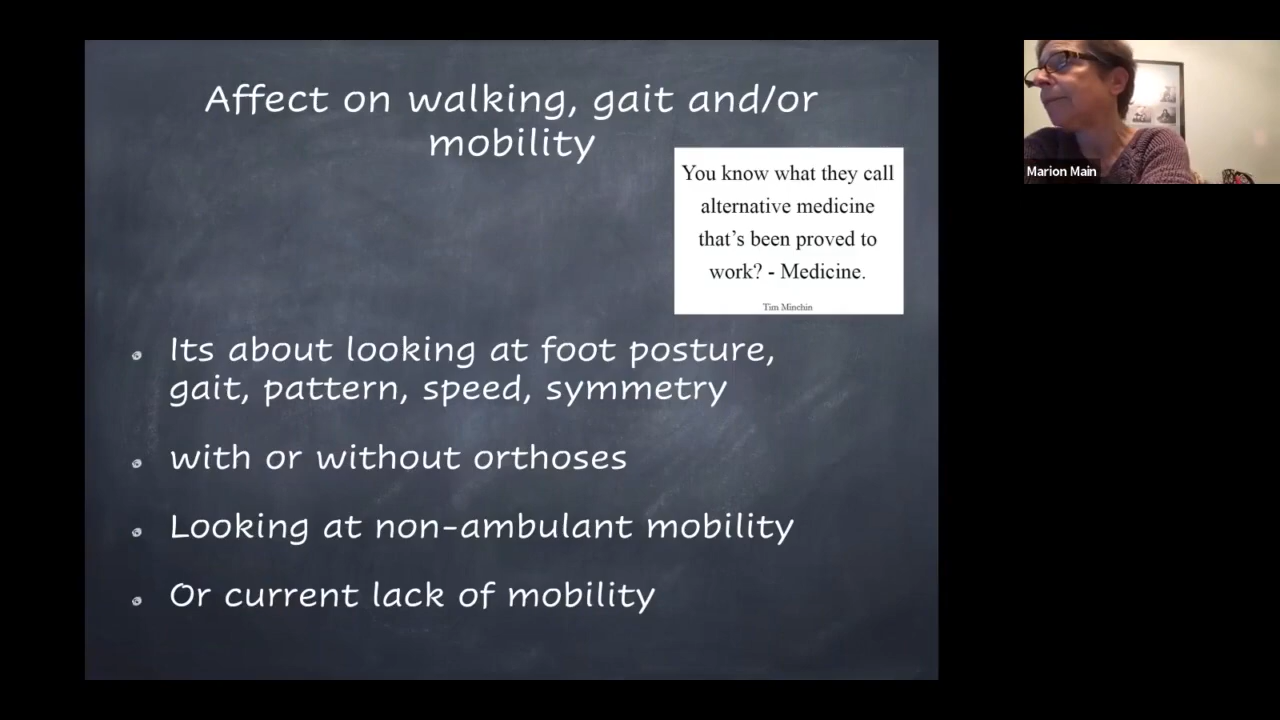 Affect on walking, gait and/or
mobility
You know what they call
alternative medicine
that’s been proved to
work? - Medicine.
Tim Minchin
Its about looking at foot posture,
gait, pattern, speed, symmetry
with or without orthoses
Looking at non-ambulant mobility
Or current lack of mobility
Marion Main